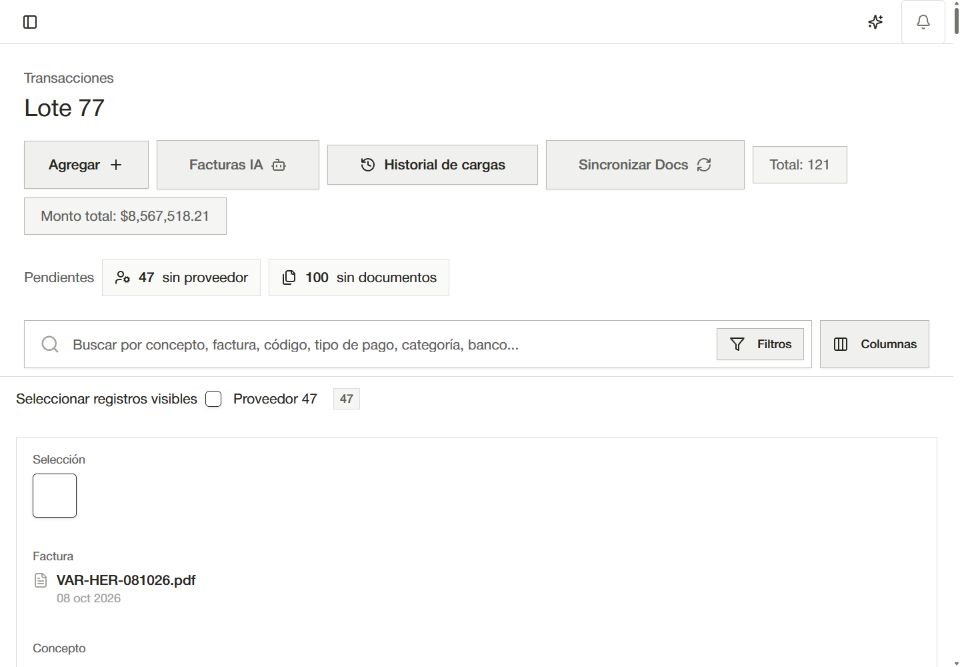 Transacciones
Lote 77
Agregar
Facturas IA
Historial de cargas
Sincronizar Docs
Total: 121
Monto total: $8,567,518.21
Pendientes
47 sin proveedor
100 sin documentos
Buscar por concepto, factura, código, tipo de pago, categoría, banco...
Filtros
Columnas
Seleccionar registros visibles
Proveedor 47
47
Selección
Factura
VAR-HER-081026.pdf
08 oct 2026
Concepto